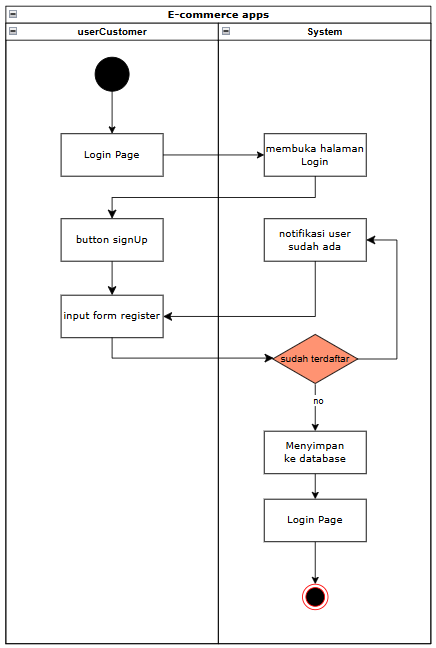 E-commerce apps
userCustomer
System
Login Page
membuka halaman
Login
button signUp
notifikasi user
sudah ada
input form register
sudah terdaftar
no
Menyimpan
ke database
Login Page